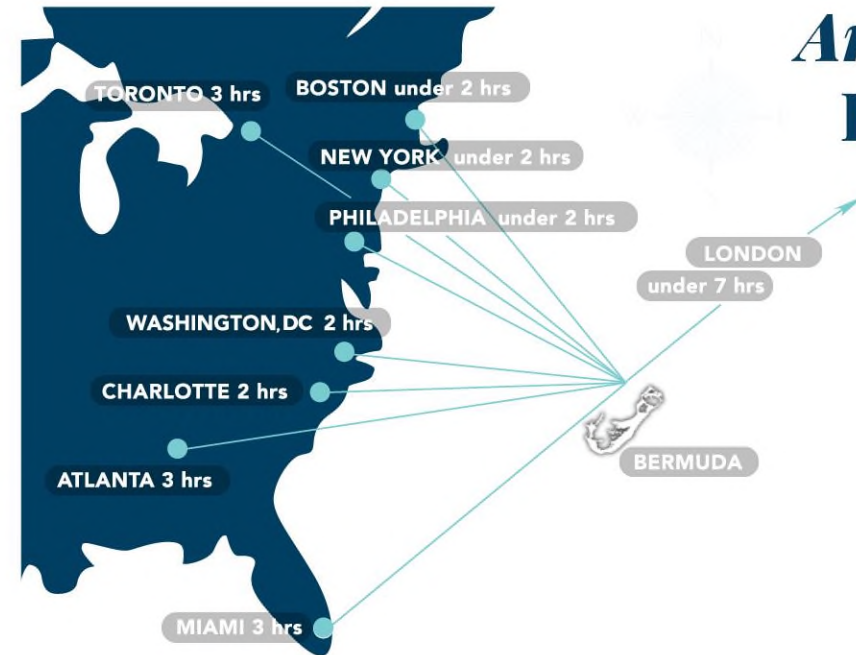 TORONTO 3 hrs
BOSTON under 2 hrs
NEW YORK under 2 hrs
PHILADELPHIA under 2 hrs
LONDON
under 7 hrs
WASHINGTON,DC 2 hrs
CHARLOTTE 2 hrs
BERMUDA
ATLANTA 3 hrs
MIAMI 3 hrs